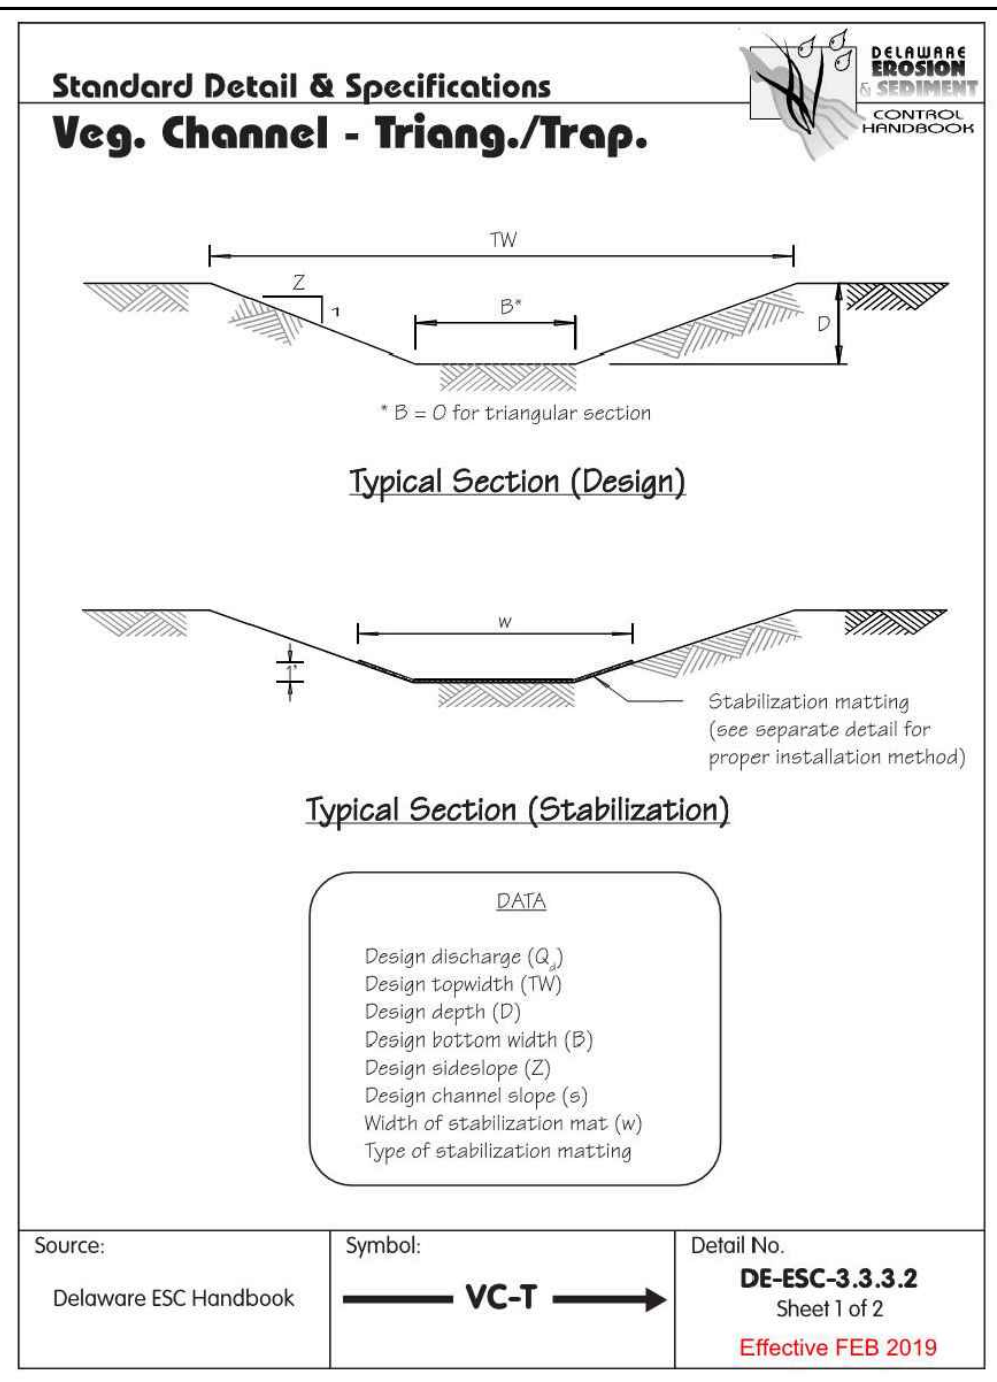 Standard Detail & Specifications
Veg. Channel - Triang./Trap.
DELAWARE
EROSION
& SEDIMENT
CONTROL
HANDBOOK
TW
Z
1
B*
D
* B = 0 for triangular section
Typical Section (Design)
w
1'
Stabilization matting
(see separate detail for
proper installation method)
Typical Section (Stabilization)
DATA
Design discharge (Qd)
Design topwidth (TW)
Design depth (D)
Design bottom width (B)
Design sideslope (Z)
Design channel slope (s)
Width of stabilization mat (w)
Type of stabilization matting
Source:
Delaware ESC Handbook
Symbol:
VC-T
Detail No.
DE-ESC-3.3.3.2
Sheet 1 of 2
Effective FEB 2019